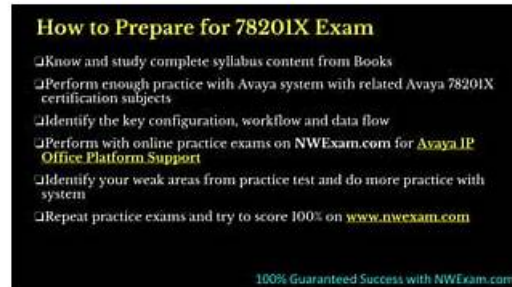 How to Prepare for 78201X Exam
❑Know and study complete syllabus content from Books
❑Perform enough practice with Avaya system with related Avaya 78201X
certification subjects
❑Identify the key configuration, workflow and data flow
❑Perform with online practice exams on NWExam.com for Avaya IP
Office Platform Support
❑Identify your weak areas from practice test and do more practice with
system
❑Repeat practice exams and try to score 100% on www.nwexam.com
100% Guaranteed Success with NWExam.com